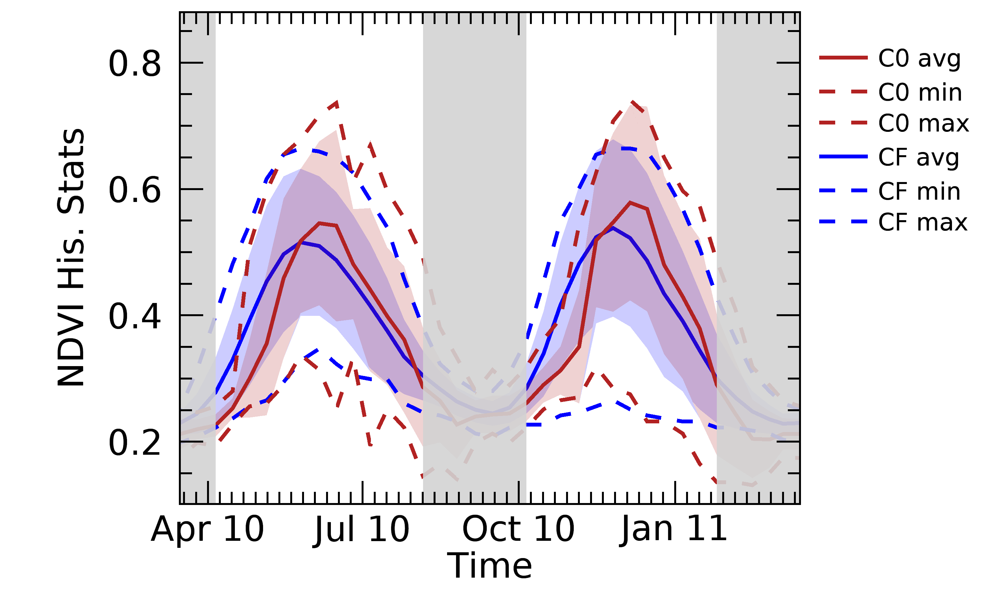 0.8
0.6
0.4
0.2
NDVI His. Stats
Apr 10
Jul 10
Oct 10
Jan 11
Time
C0 avg
C0 min
C0 max
CF avg
CF min
CF max